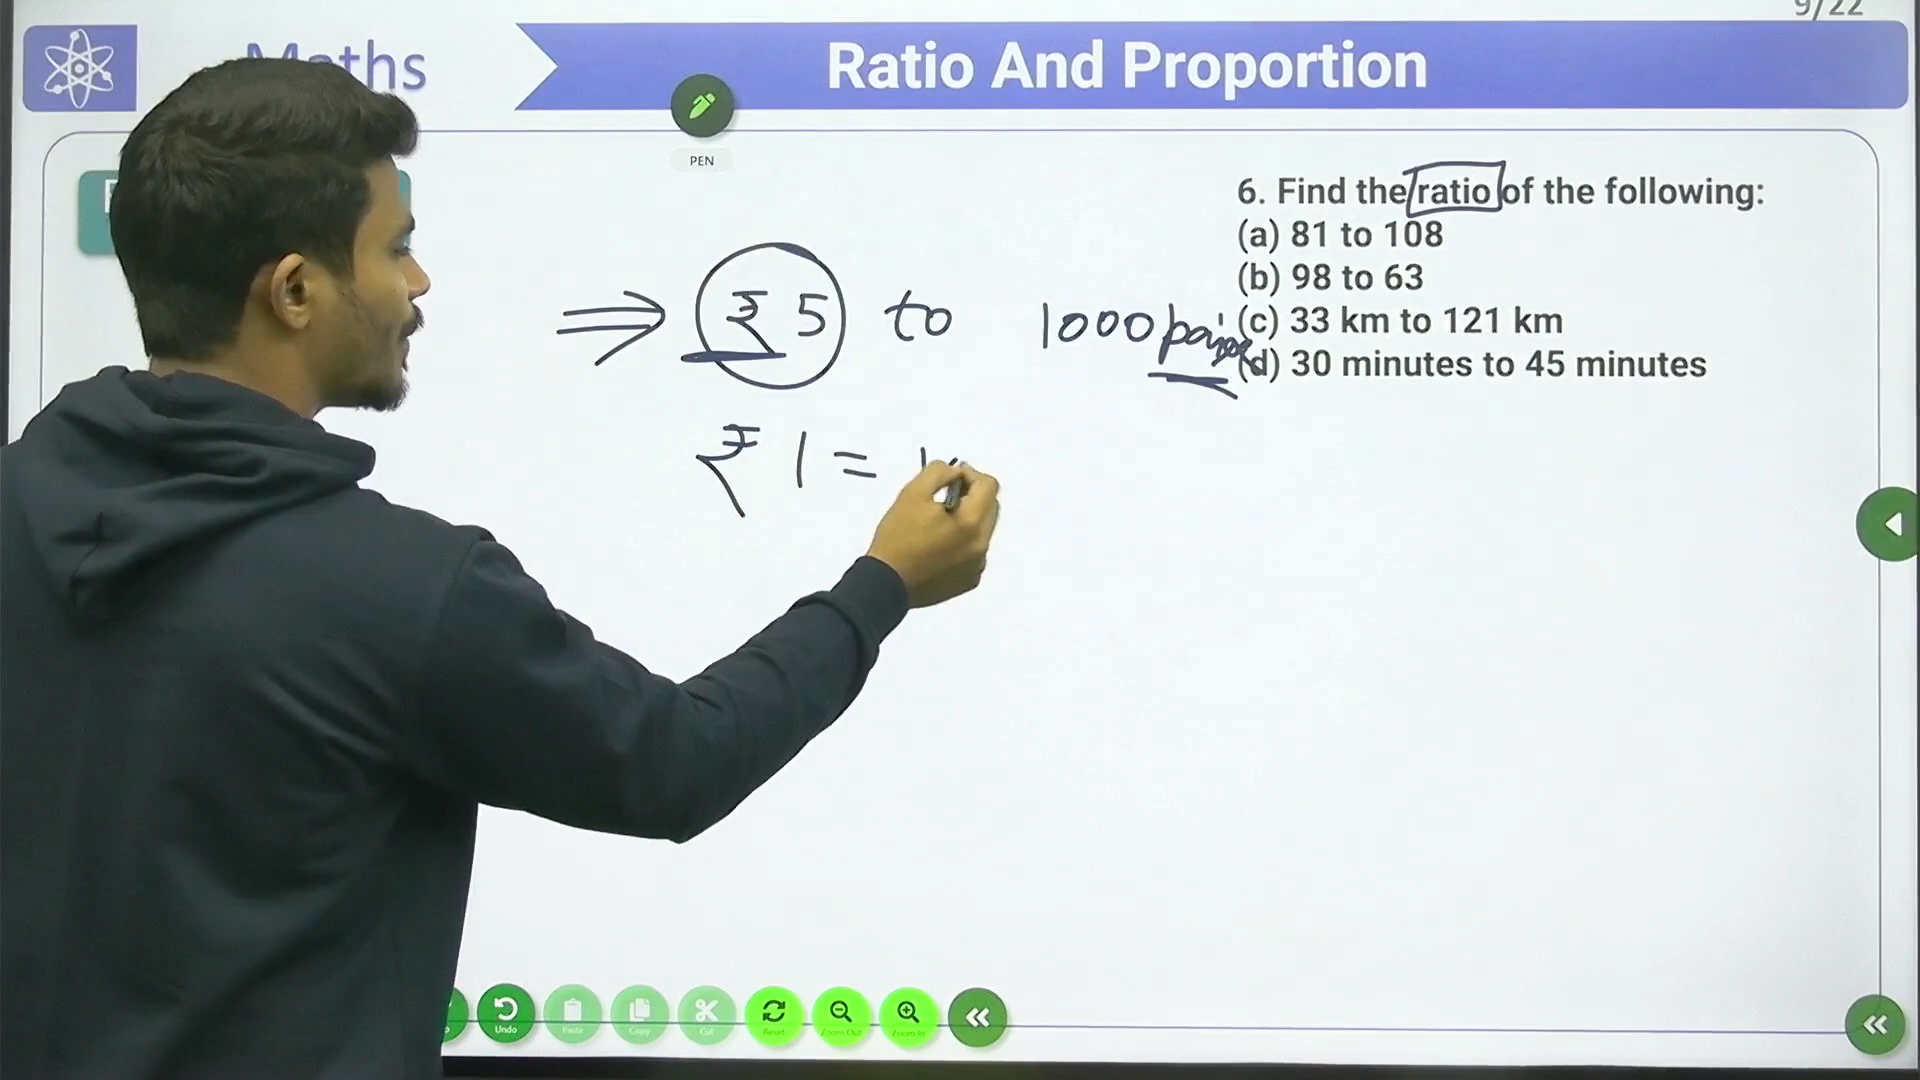 9/22
Maths
Ratio And Proportion
PEN
6. Find the ratio of the following:
(a) 81 to 108
(b) 98 to 63
(c) 33 km to 121 km
(d) 30 minutes to 45 minutes
⇒ ₹ 5 to 1000 paise
₹ 1 =
Undo
Paste
Copy
Cut
Reset
Zoom Out
Zoom In